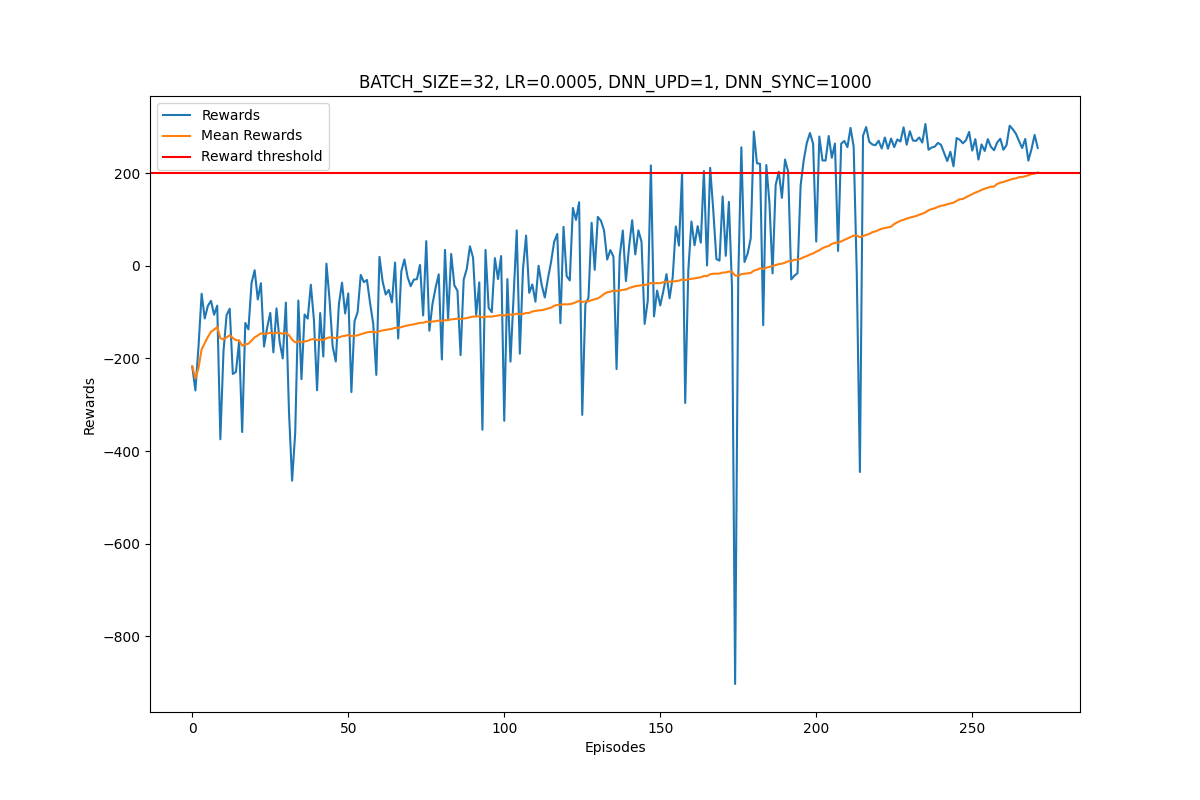 BATCH_SIZE=32, LR=0.0005, DNN_UPD=1, DNN_SYNC=1000
Rewards
Mean Rewards
Reward threshold
200
0
−200
−400
−600
−800
Rewards
0 50 100 150 200 250
Episodes